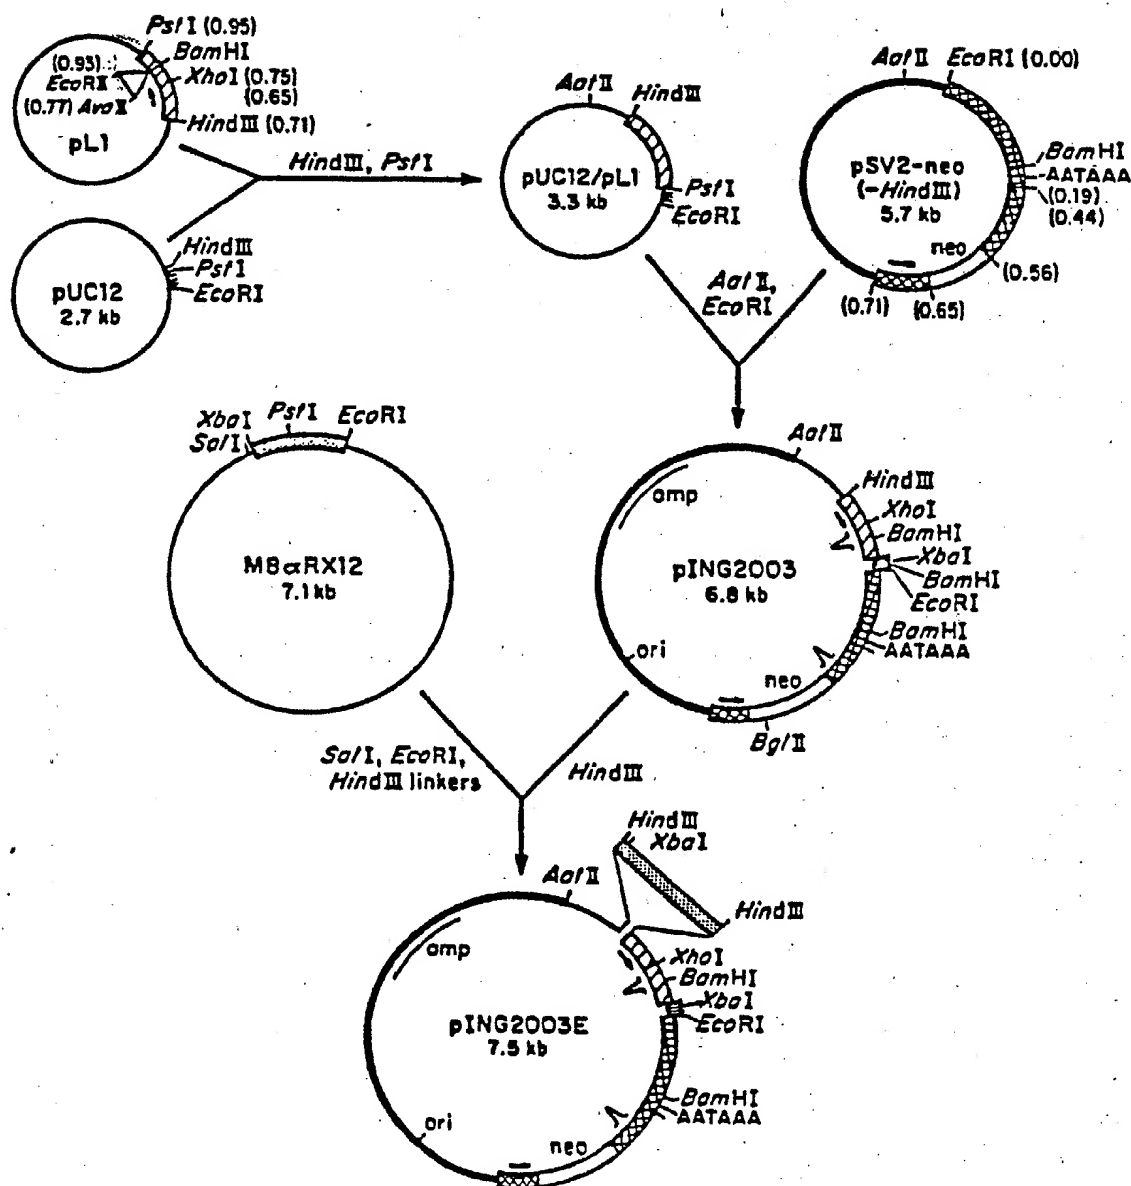 PstI (0.95)
BamHI
XhoI (0.75)
(0.65)
HindIII (0.71)
(0.93)
EcoRII
(0.77) AvaII
pL1
HindIII, PstI
HindIII
PstI
EcoRI
pUC12
2.7 kb
AatII
HindIII
pUC12/pL1
3.3 kb
PstI
EcoRI
AatII
EcoRI (0.00)
pSV2-neo
(-HindIII)
5.7 kb
BamHI
AATAAA
(0.19)
(0.44)
neo
(0.56)
(0.71)
(0.65)
AatII,
EcoRI
XbaI
SalI
PstI
EcoRI
M8αRX12
7.1 kb
AatII
HindIII
XhoI
BamHI
XbaI
BamHI
EcoRI
BamHI
AATAAA
amp
pING2003
6.8 kb
ori
neo
BglII
SalI, EcoRI,
HindIII linkers
HindIII
HindIII
XbaI
HindIII
AatII
XhoI
BamHI
XbaI
EcoRI
amp
pING2003E
7.5 kb
BamHI
AATAAA
ori
neo